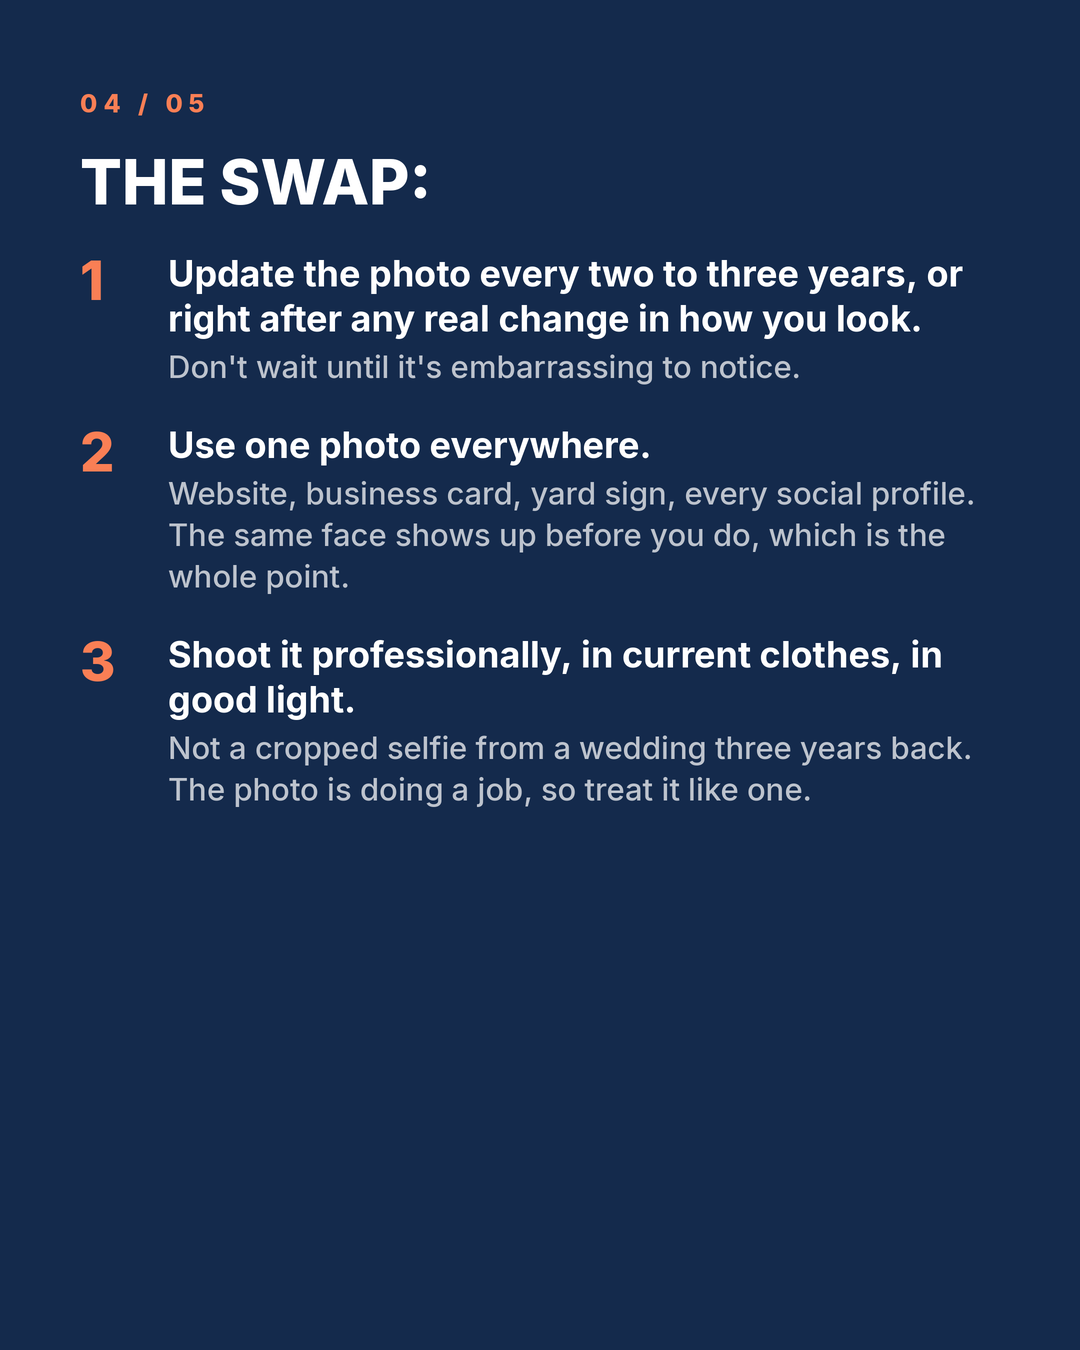 04 / 05
THE SWAP:
1
Update the photo every two to three years, or
right after any real change in how you look.
Don't wait until it's embarrassing to notice.
2
Use one photo everywhere.
Website, business card, yard sign, every social profile.
The same face shows up before you do, which is the
whole point.
3
Shoot it professionally, in current clothes, in
good light.
Not a cropped selfie from a wedding three years back.
The photo is doing a job, so treat it like one.